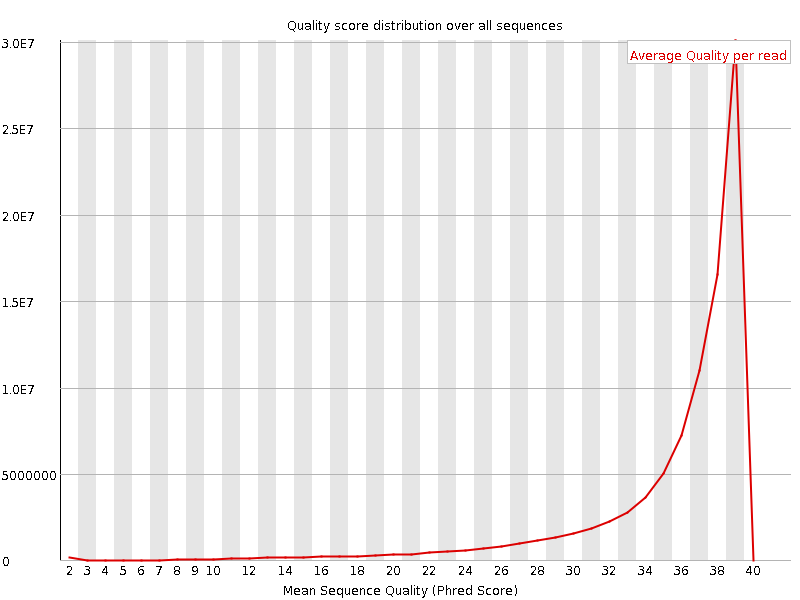 Quality score distribution over all sequences
3.0E7
Average Quality per read
2.5E7
2.0E7
1.5E7
1.0E7
5000000
0
2 3 4 5 6 7 8 9 10 12 14 16 18 20 22 24 26 28 30 32 34 36 38 40
Mean Sequence Quality (Phred Score)